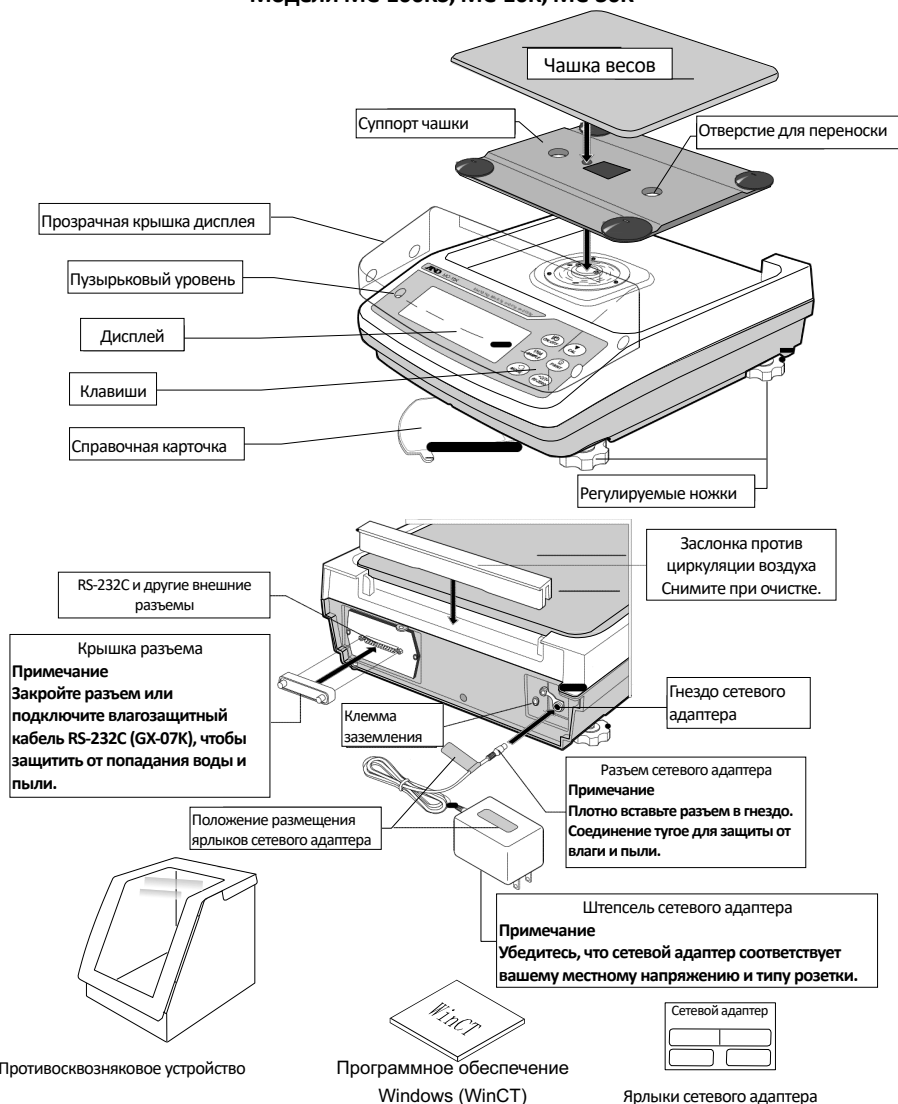 Модели MC-100KS, MC-10K, MC-30K
Чашка весов
Суппорт чашки
Отверстие для переноски
Прозрачная крышка дисплея
Пузырьковый уровень
Дисплей
Клавиши
Справочная карточка
Регулируемые ножки
Заслонка против
циркуляции воздуха
Снимите при очистке.
RS-232C и другие внешние
разъемы
Крышка разъема
Примечание
Закройте разъем или
подключите влагозащитный
кабель RS-232C (GX-07K), чтобы
защитить от попадания воды и
пыли.
Клемма
заземления
Гнездо сетевого
адаптера
Разъем сетевого адаптера
Примечание
Плотно вставьте разъем в гнездо.
Соединение тугое для защиты от
влаги и пыли.
Положение размещения
ярлыков сетевого адаптера
Штепсель сетевого адаптера
Примечание
Убедитесь, что сетевой адаптер соответствует
вашему местному напряжению и типу розетки.
WinCT
Сетевой адаптер
Противосквозняковое устройство
Программное обеспечение
Windows (WinCT)
Ярлыки сетевого адаптера